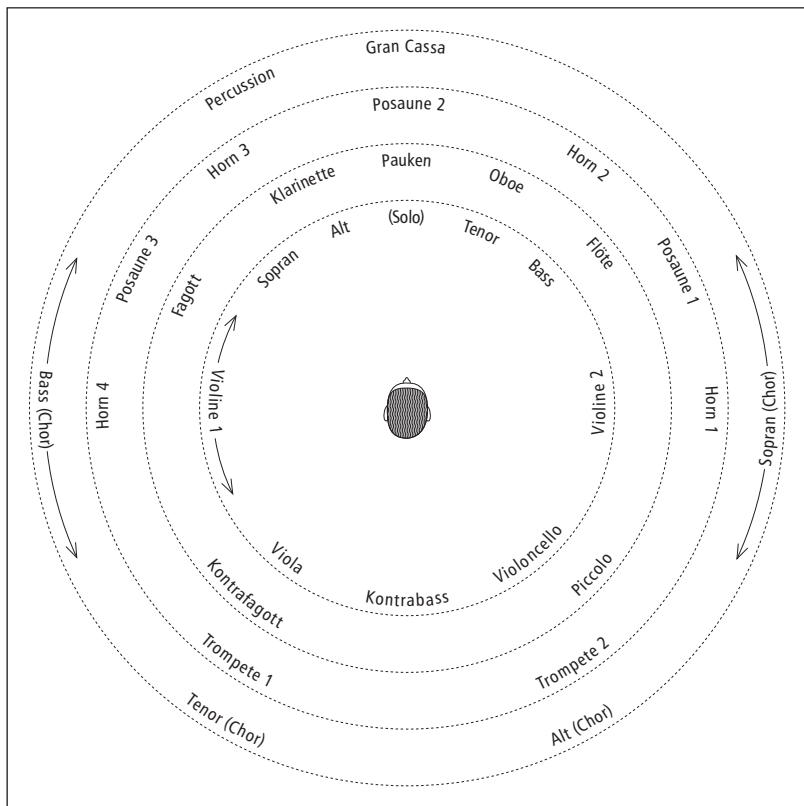 Gran Cassa
Percussion
Posaune 2
Horn 3
Horn 2
Pauken
Klarinette
Oboe
(Solo)
Alt
Tenor
Sopran
Bass
Flöte
Posaune 3
Posaune 1
Fagott
Bass (Chor)
Horn 4
Violine 1
Violine 2
Horn 1
Sopran (Chor)
Viola
Violoncello
Kontrabass
Kontrafagott
Piccolo
Trompete 1
Trompete 2
Tenor (Chor)
Alt (Chor)